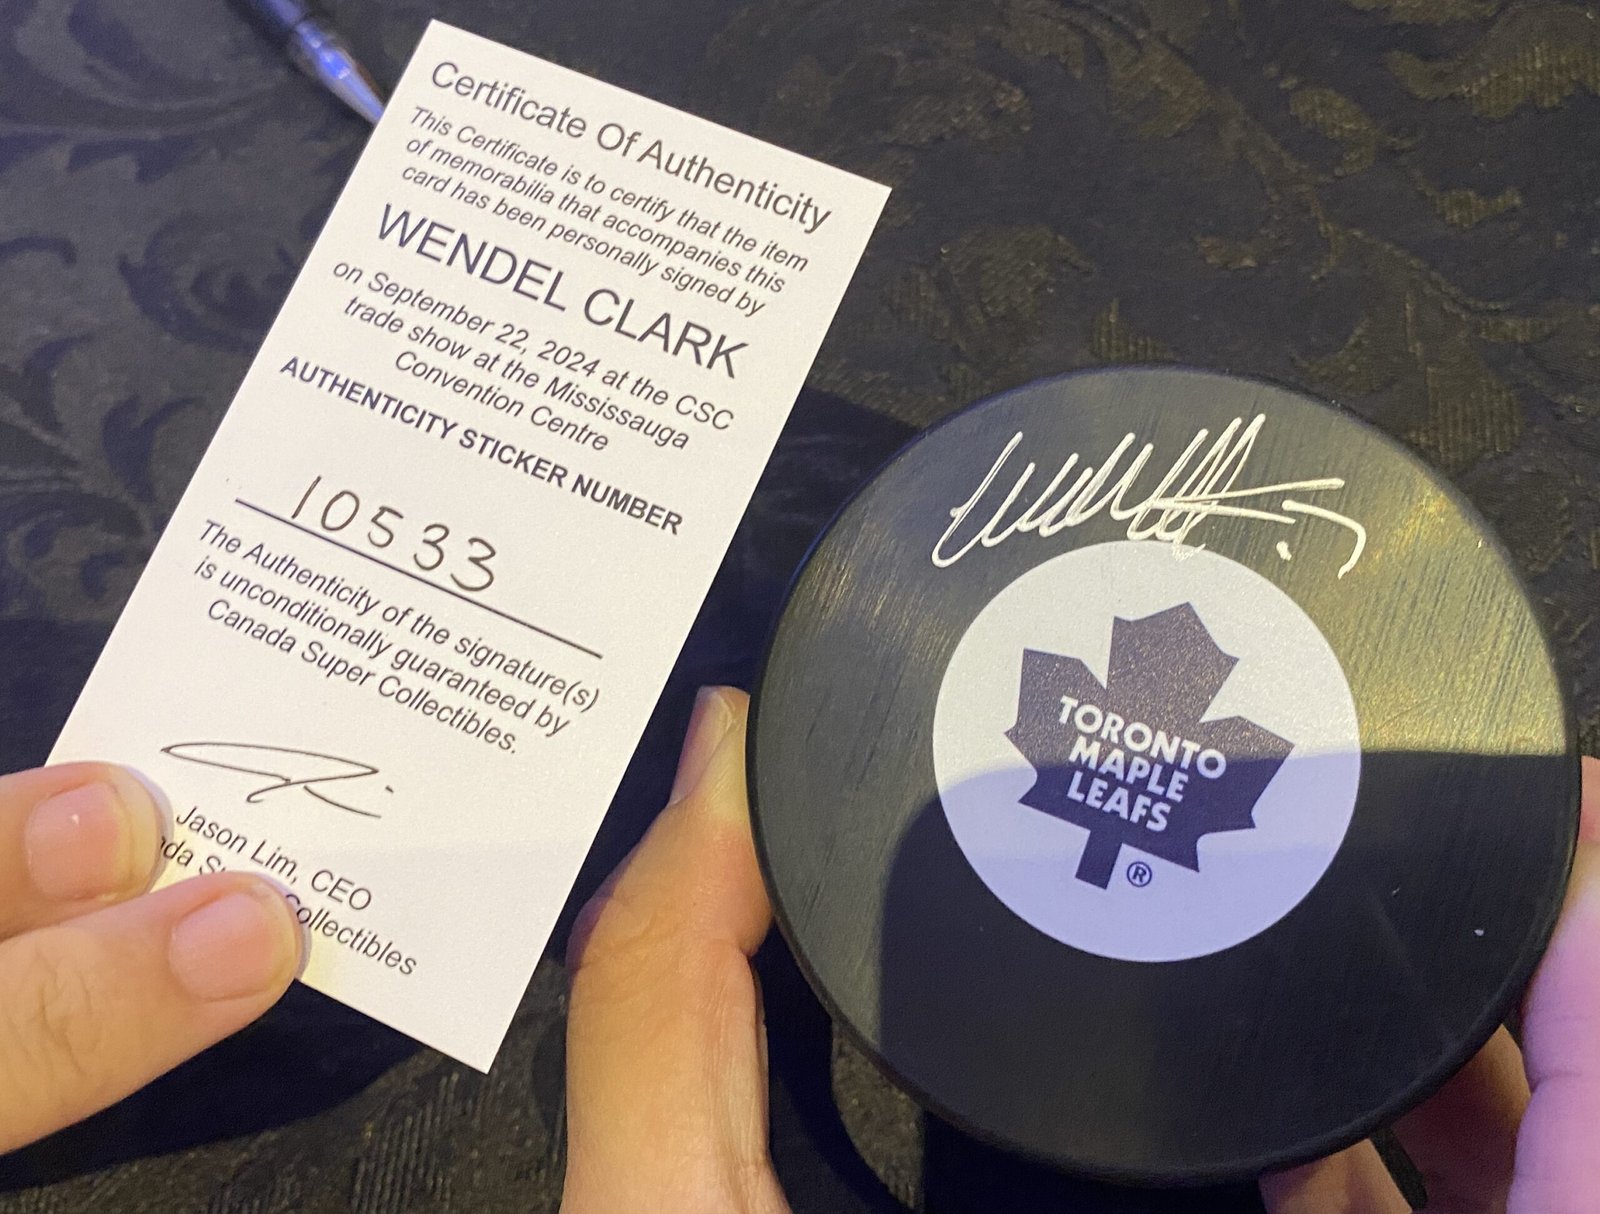 Certificate Of Authenticity
This Certificate is to certify that the item
of memorabilia that accompanies this
card has been personally signed by
WENDEL CLARK
on September 22, 2024 at the CSC
trade show at the Mississauga
Convention Centre
AUTHENTICITY STICKER NUMBER
10533
The Authenticity of the signature(s)
is unconditionally guaranteed by
Canada Super Collectibles.
Jason Lim, CEO
Collectibles
TORONTO
MAPLE
LEAFS
®